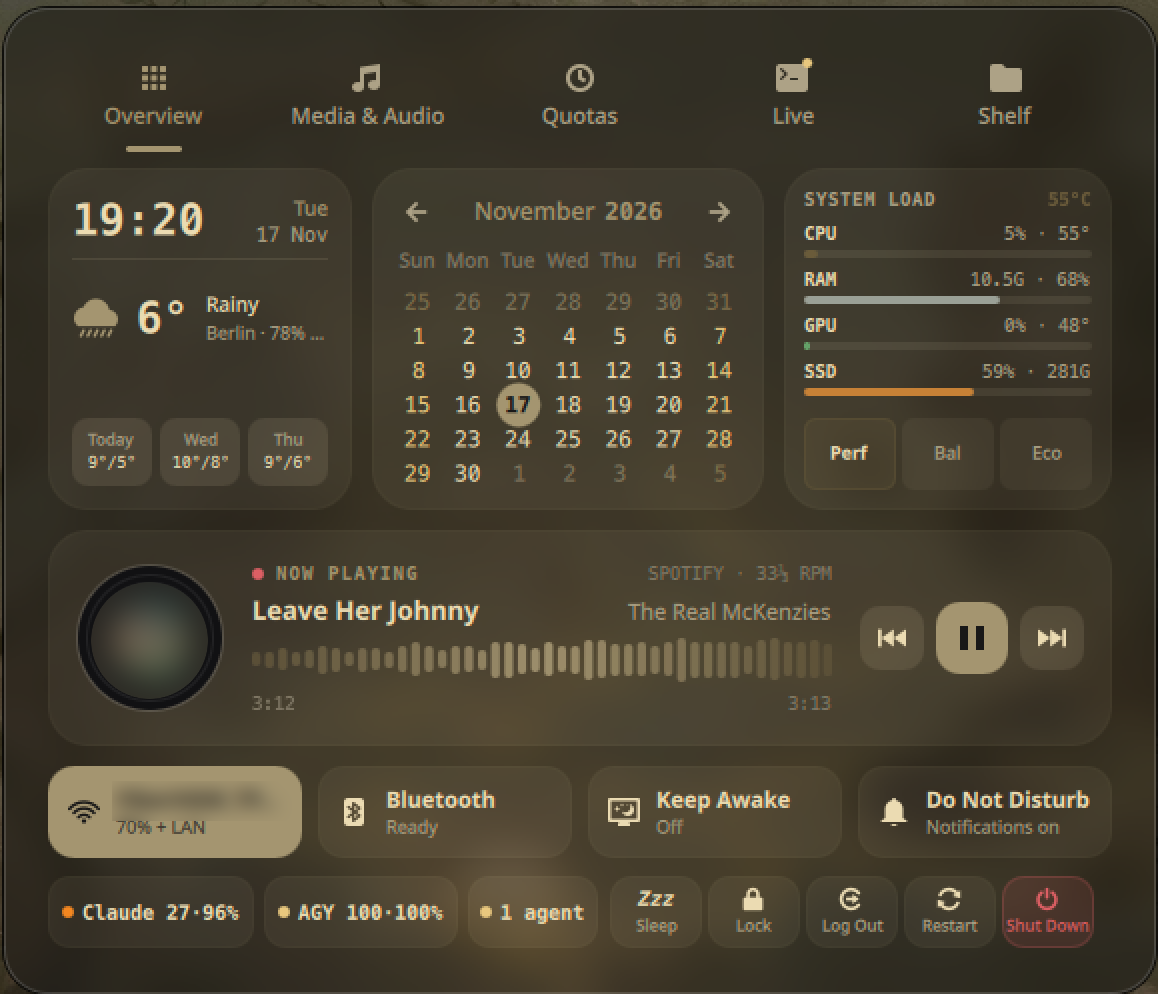 Overview
Media & Audio
Quotas
Live
Shelf
19:20
Tue
17 Nov
6°
Rainy
Berlin · 78% ...
Today
9°/5°
Wed
10°/8°
Thu
9°/6°
November 2026
Sun Mon Tue Wed Thu Fri Sat
25 26 27 28 29 30 31
1 2 3 4 5 6 7
8 9 10 11 12 13 14
15 16 17 18 19 20 21
22 23 24 25 26 27 28
29 30 1 2 3 4 5
SYSTEM LOAD 55°C
CPU 5% · 55°
RAM 10.5G · 68%
GPU 0% · 48°
SSD 59% · 281G
Perf
Bal
Eco
NOW PLAYING
SPOTIFY · 33⅓ RPM
Leave Her Johnny
The Real McKenzies
3:12
3:13
70% + LAN
Bluetooth
Ready
Keep Awake
Off
Do Not Disturb
Notifications on
Claude 27·96%
AGY 100·100%
1 agent
Zzz
Sleep
Lock
Log Out
Restart
Shut Down